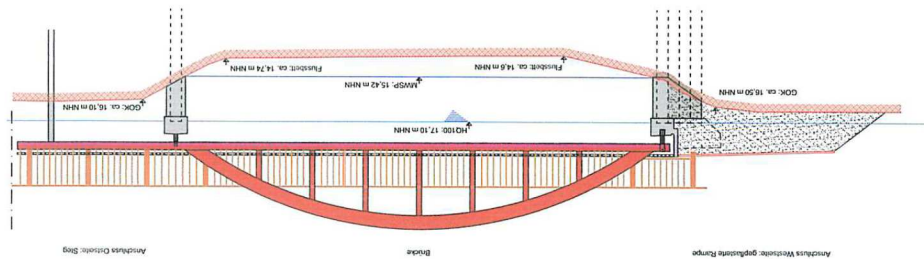 Anschluss Westseite: gepflasterte Rampe
Brücke
Anschluss Ostseite: Steg
HQ100: 17,10 m NHN
GOK: ca. 16,50 m NHN
GOK: ca. 16,10 m NHN
MWSP: 15,42 m NHN
Flussbett: ca. 14,6 m NHN
Flussbett: ca. 14,74 m NHN